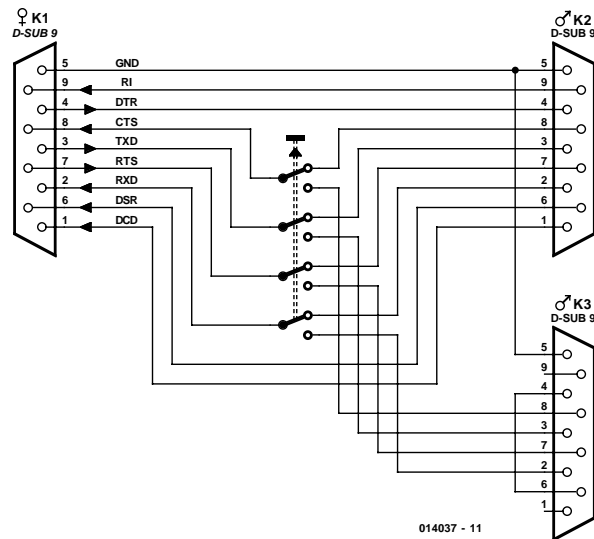 ♀ K1
D-SUB 9
5 GND
9 RI
4 DTR
8 CTS
3 TXD
7 RTS
2 RXD
6 DSR
1 DCD
♂ K2
D-SUB 9
5
9
4
8
3
7
2
6
1
♂ K3
D-SUB 9
5
9
4
8
3
7
2
6
1
014037 - 11